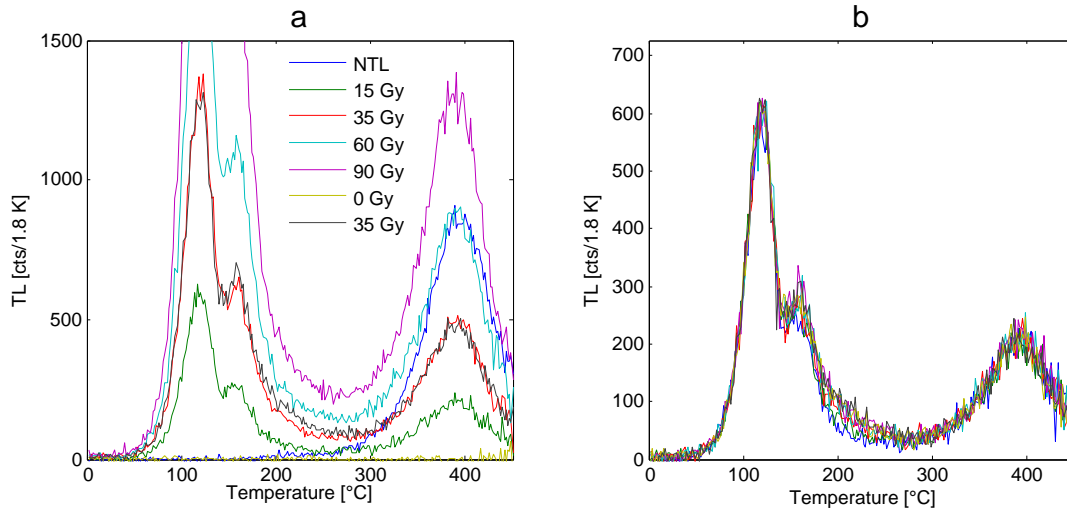 a
TL [cts/1.8 K]
1500
1000
500
0
NTL
15 Gy
35 Gy
60 Gy
90 Gy
0 Gy
35 Gy
0 100 200 300 400
Temperature [°C]
b
TL [cts/1.8 K]
700
600
500
400
300
200
100
0
0 100 200 300 400
Temperature [°C]